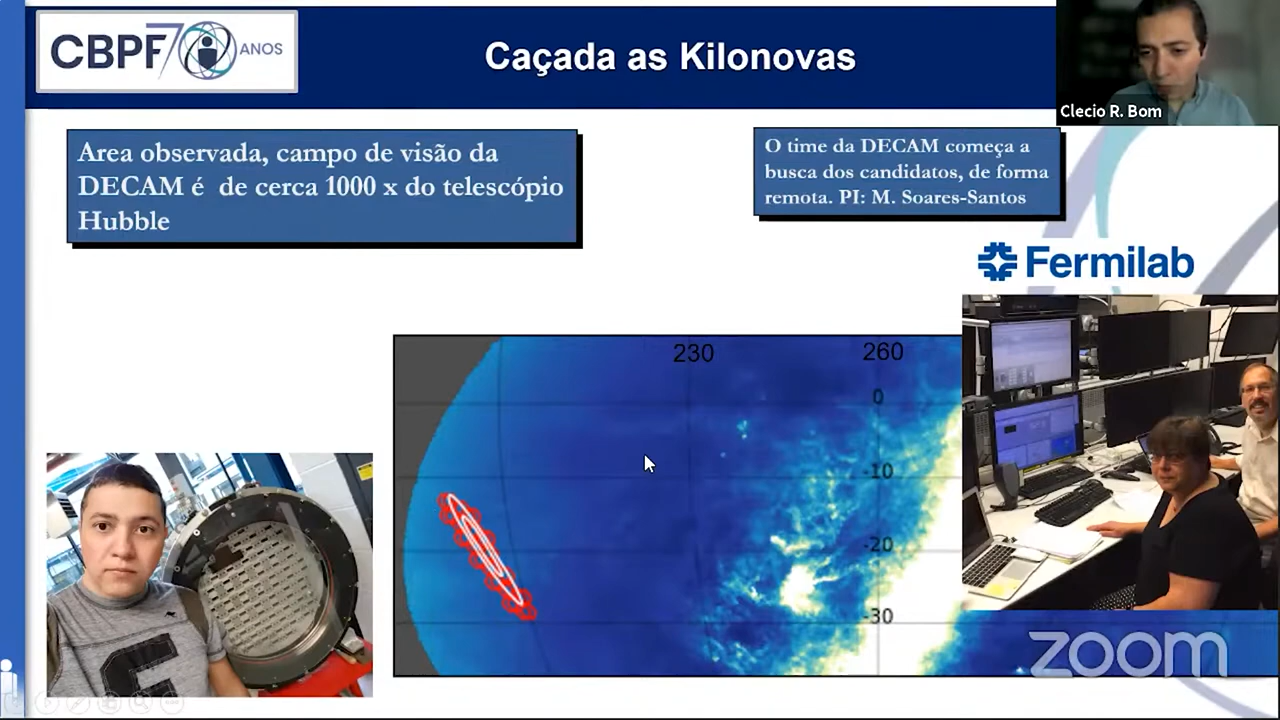 CBPF70 ANOS
Caçada as Kilonovas
Clecio R. Bom
Area observada, campo de visão da
DECAM é de cerca 1000 x do telescópio
Hubble
O time da DECAM começa a
busca dos candidatos, de forma
remota. PI: M. Soares-Santos
Fermilab
230
260
0
-10
-20
-30
zoom